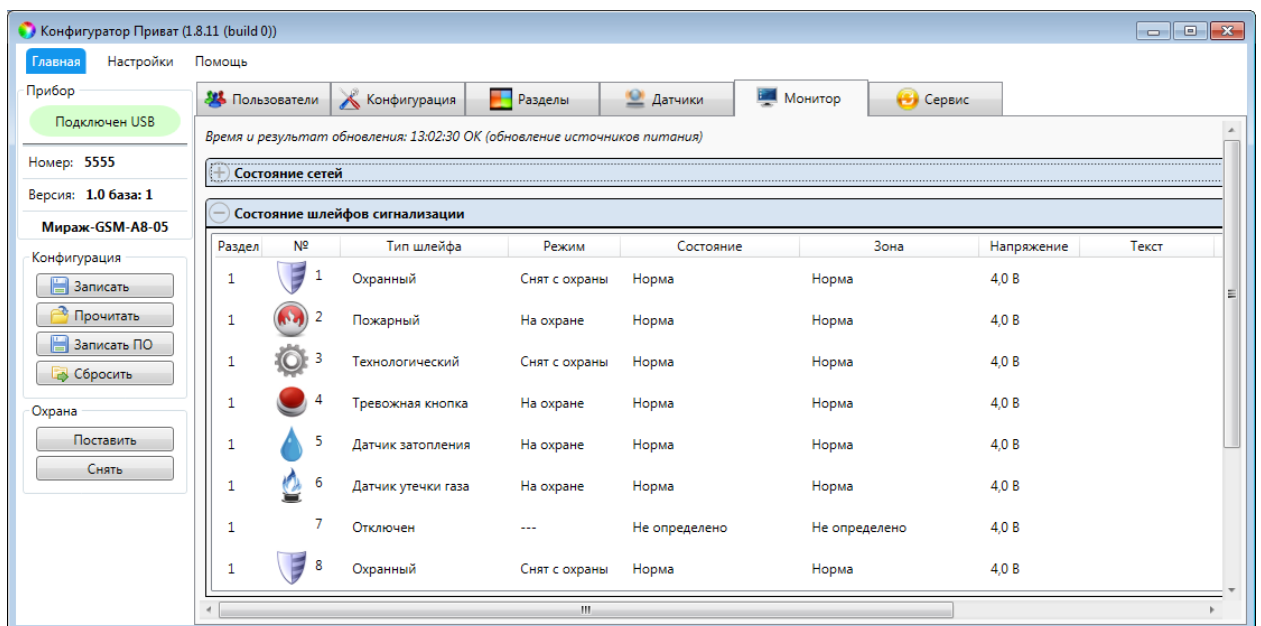 Конфигуратор Приват (1.8.11 (build 0))
Главная Настройки Помощь
Прибор
Подключен USB
Номер: 5555
Версия: 1.0 база: 1
Мираж-GSM-A8-05
Конфигурация
Записать
Прочитать
Записать ПО
Сбросить
Охрана
Поставить
Снять
Пользователи Конфигурация Разделы Датчики Монитор Сервис
Время и результат обновления: 13:02:30 ОК (обновление источников питания)
Состояние сетей
Состояние шлейфов сигнализации
Раздел № Тип шлейфа Режим Состояние Зона Напряжение Текст
1 1 Охранный Снят с охраны Норма Норма 4,0 В
1 2 Пожарный На охране Норма Норма 4,0 В
1 3 Технологический Снят с охраны Норма Норма 4,0 В
1 4 Тревожная кнопка На охране Норма Норма 4,0 В
1 5 Датчик затопления На охране Норма Норма 4,0 В
1 6 Датчик утечки газа На охране Норма Норма 4,0 В
1 7 Отключен --- Не определено Не определено 4,0 В
1 8 Охранный Снят с охраны Норма Норма 4,0 В